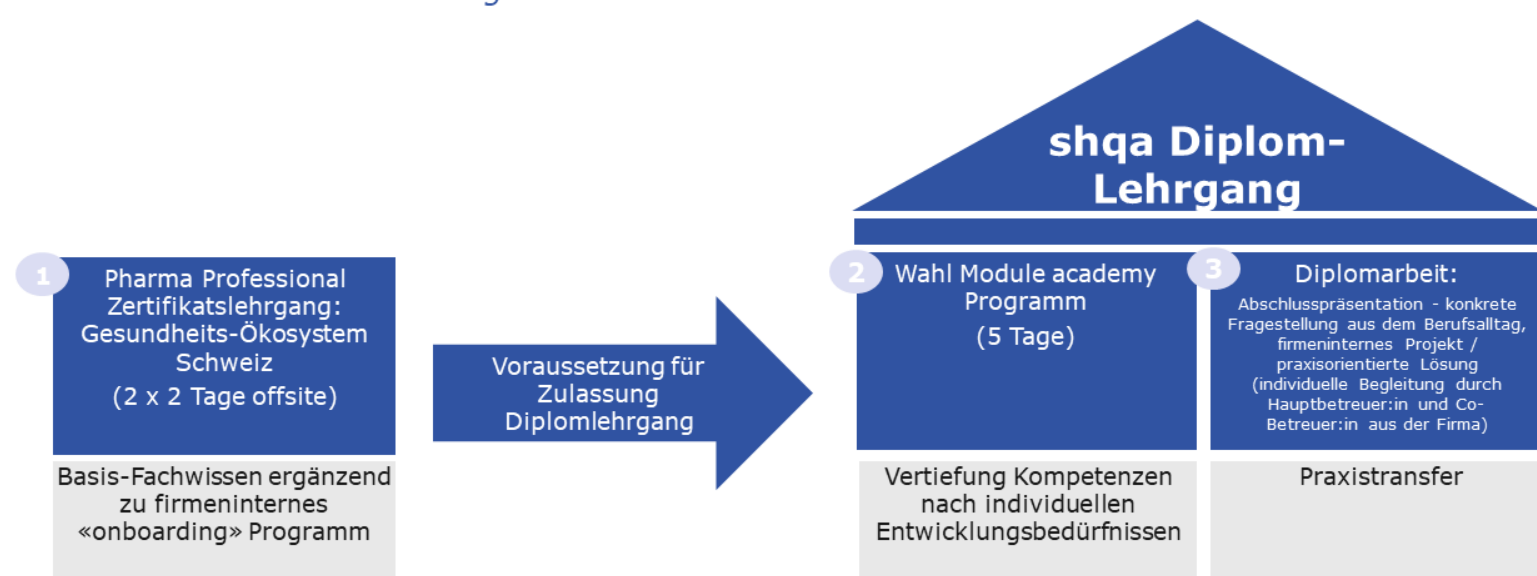 shqa Diplom-
Lehrgang
1
Pharma Professional
Zertifikatslehrgang:
Gesundheits-Ökosystem
Schweiz
(2 x 2 Tage offsite)
Basis-Fachwissen ergänzend
zu firmeninternes
«onboarding» Programm
Voraussetzung für
Zulassung
Diplomlehrgang
2
Wahl Module academy
Programm
(5 Tage)
Vertiefung Kompetenzen
nach individuellen
Entwicklungsbedürfnissen
3
Diplomarbeit:
Abschlusspräsentation - konkrete
Fragestellung aus dem Berufsalltag,
firmeninternes Projekt /
praxisorientierte Lösung
(individuelle Begleitung durch
Hauptbetreuer:in und Co-
Betreuer:in aus der Firma)
Praxistransfer